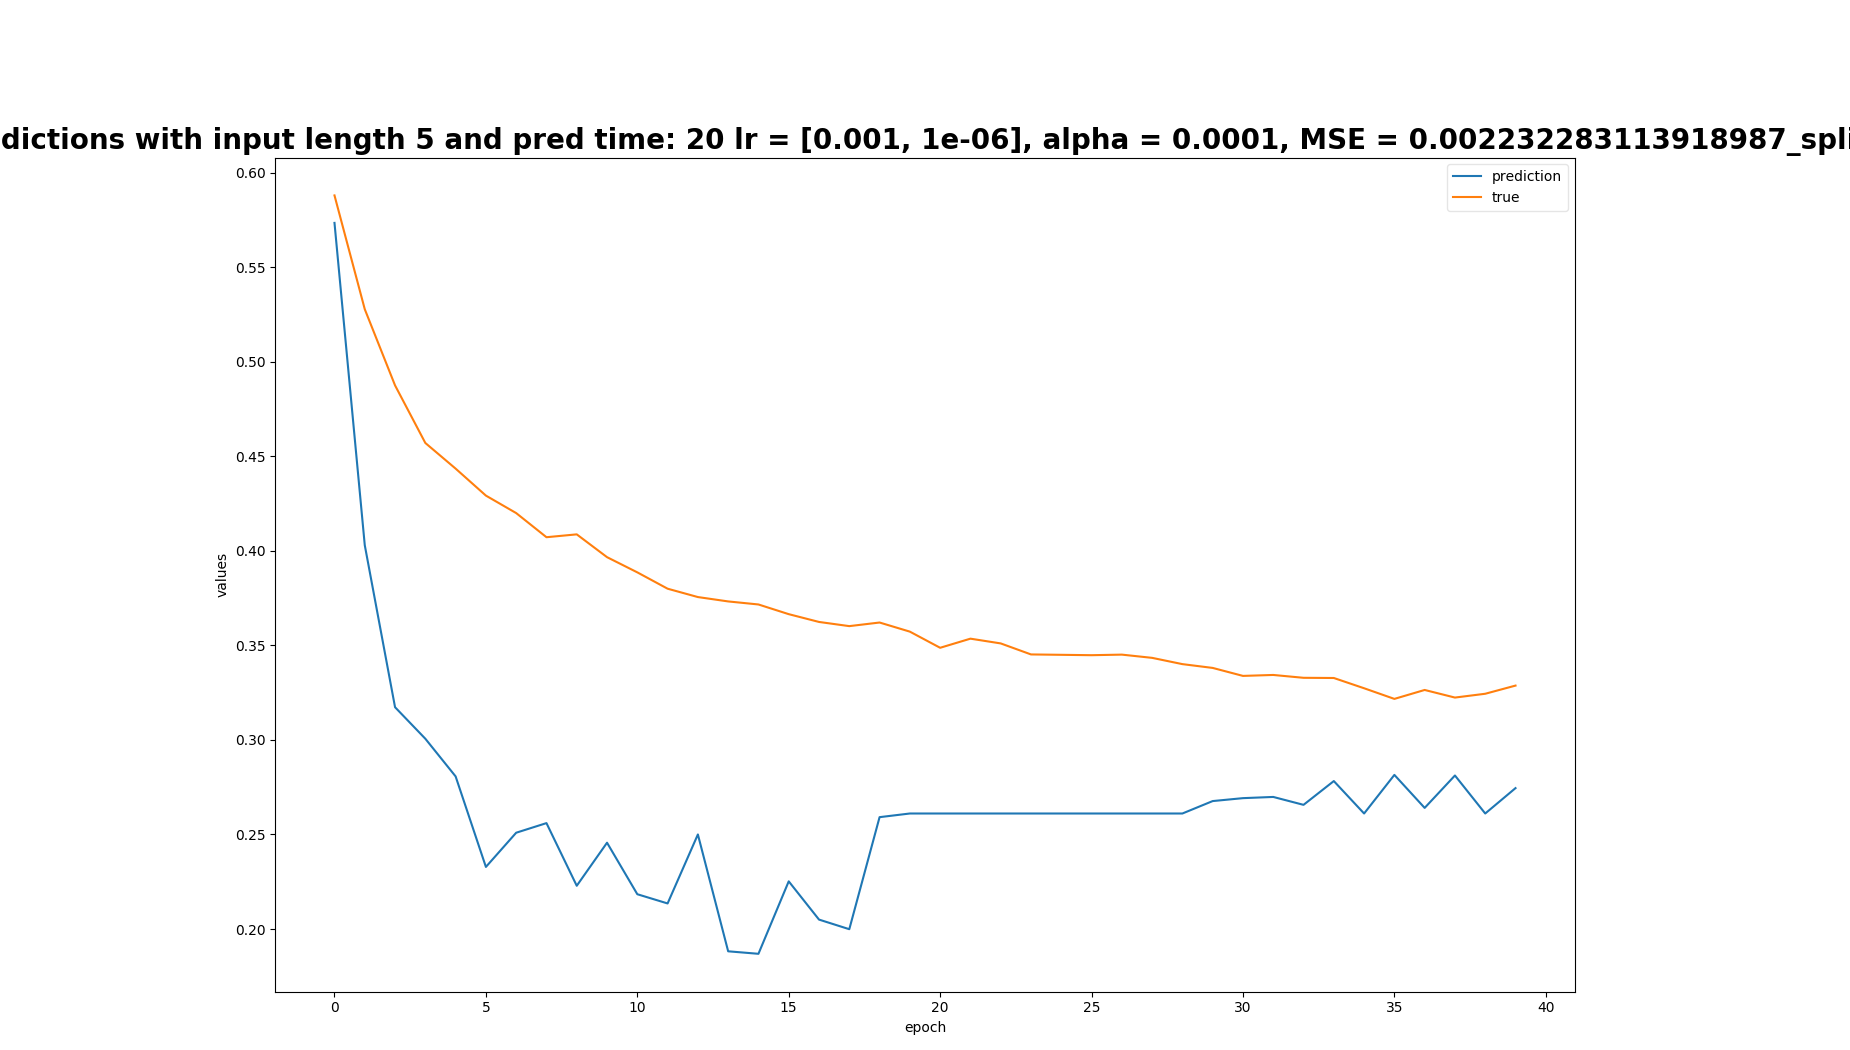 dictions with input length 5 and pred time: 20 lr = [0.001, 1e-06], alpha = 0.0001, MSE = 0.002232283113918987_spli
prediction
true
0.60
0.55
0.50
0.45
0.40
0.35
0.30
0.25
0.20
values
0 5 10 15 20 25 30 35 40
epoch